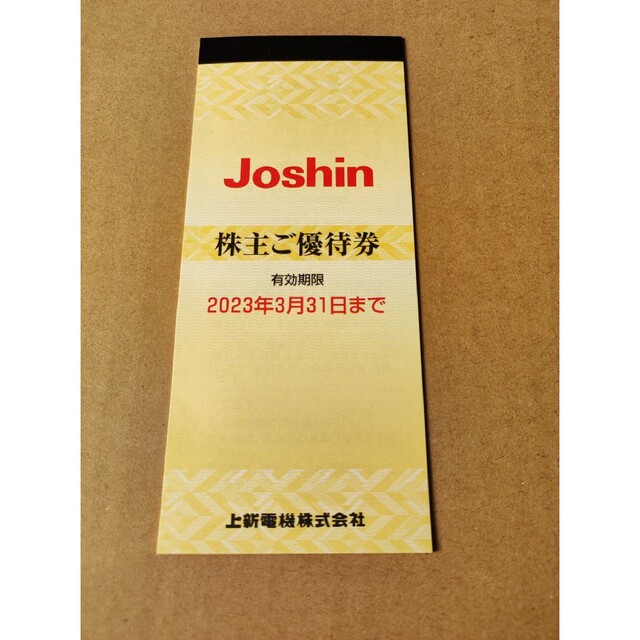 Joshin
株主ご優待券
有効期限
2023年3月31日まで
上新電機株式会社